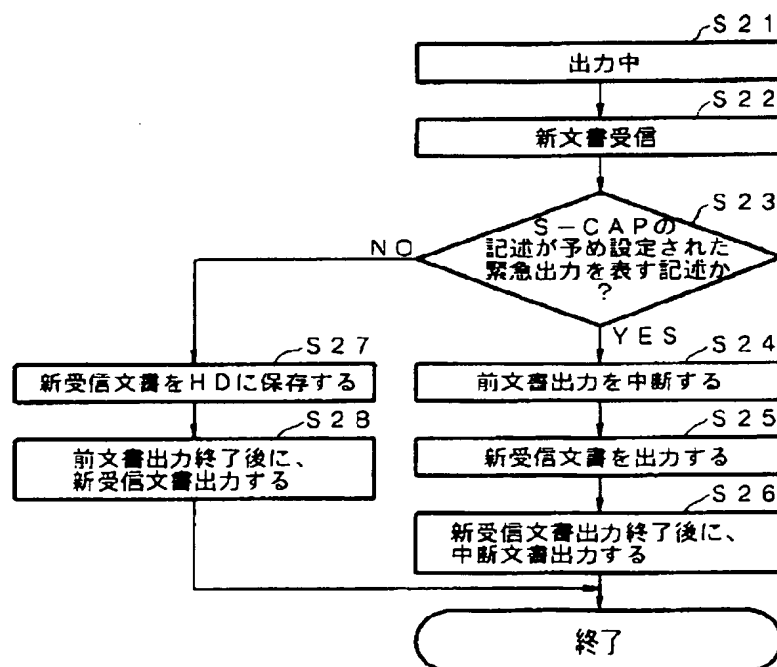 S21
出力中
S22
新文書受信
S23
S-CAPの
記述が予め設定された
緊急出力を表す記述か
?
NO
YES
S27
新受信文書をHDに保存する
S28
前文書出力終了後に、
新受信文書出力する
S24
前文書出力を中断する
S25
新受信文書を出力する
S26
新受信文書出力終了後に、
中断文書出力する
終了